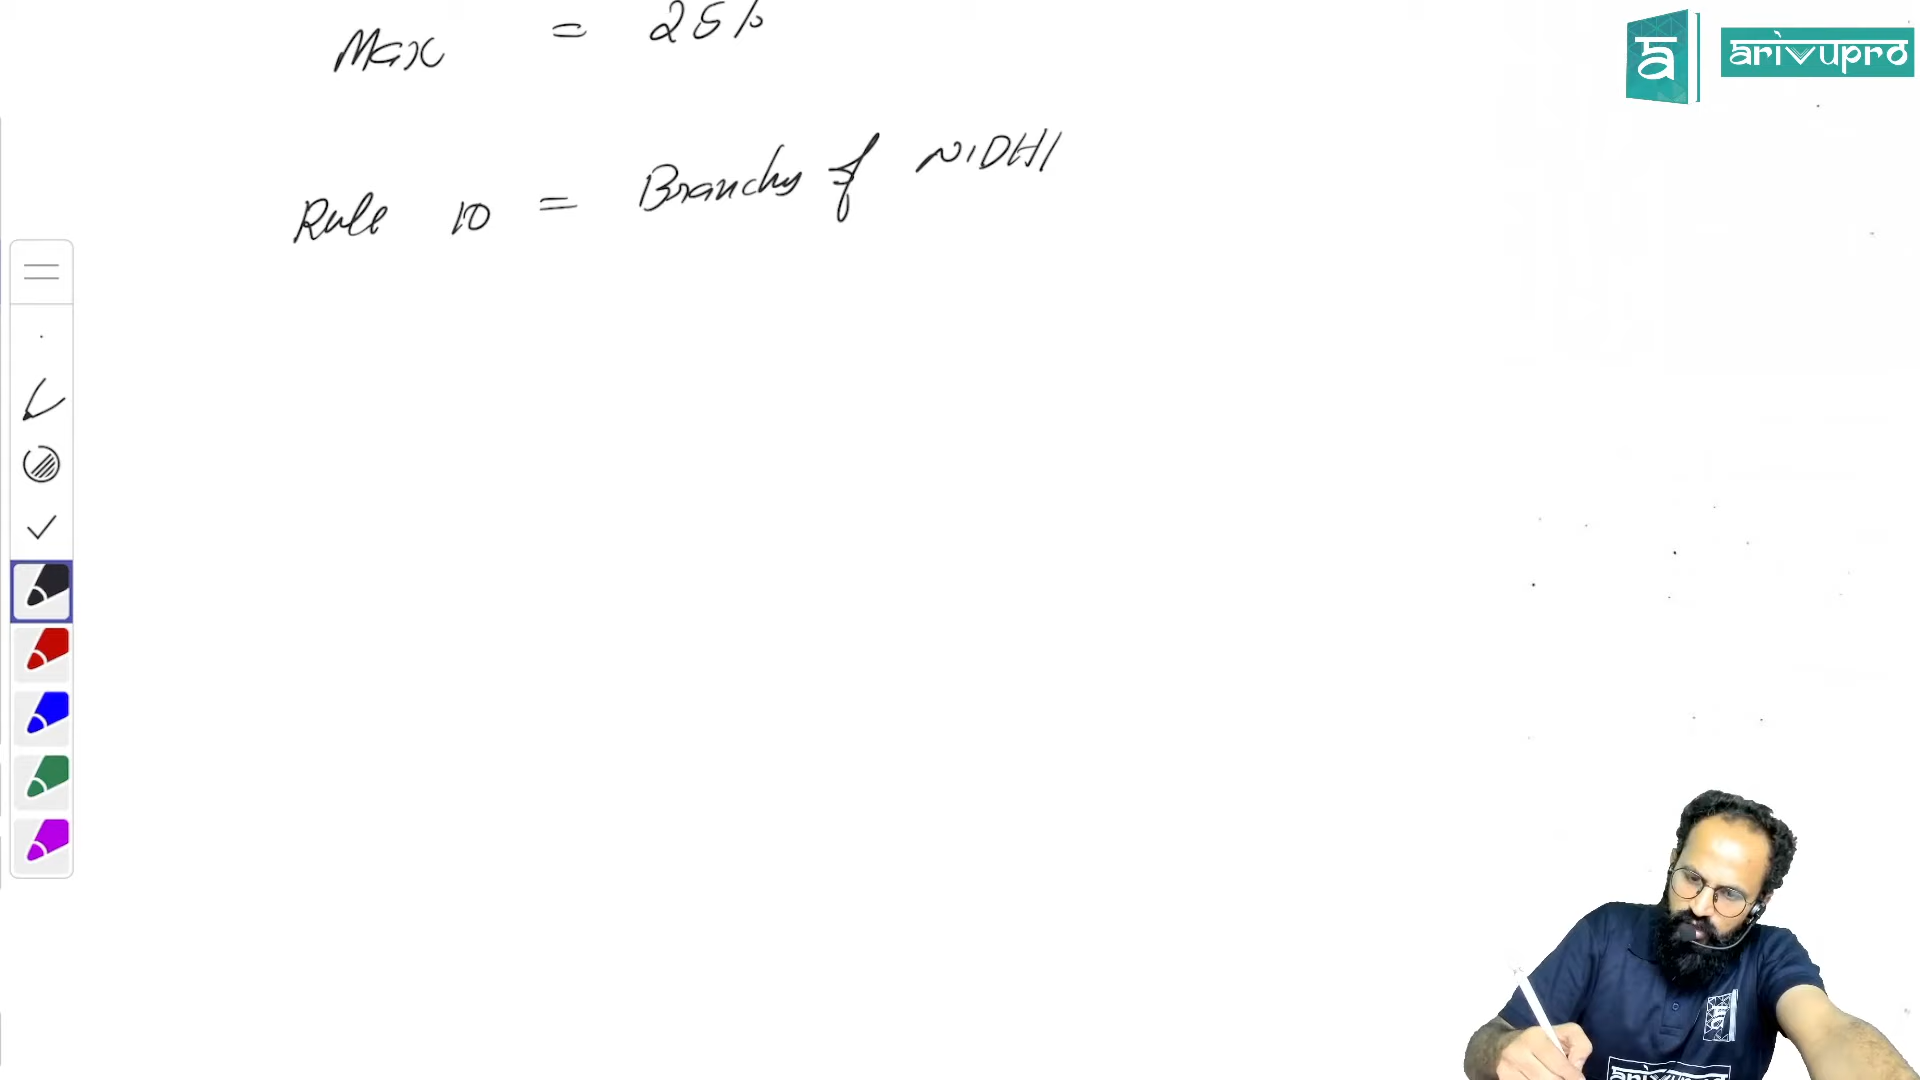 Max = 25%
Rule 10 = Branches of NIDHI
arivupro